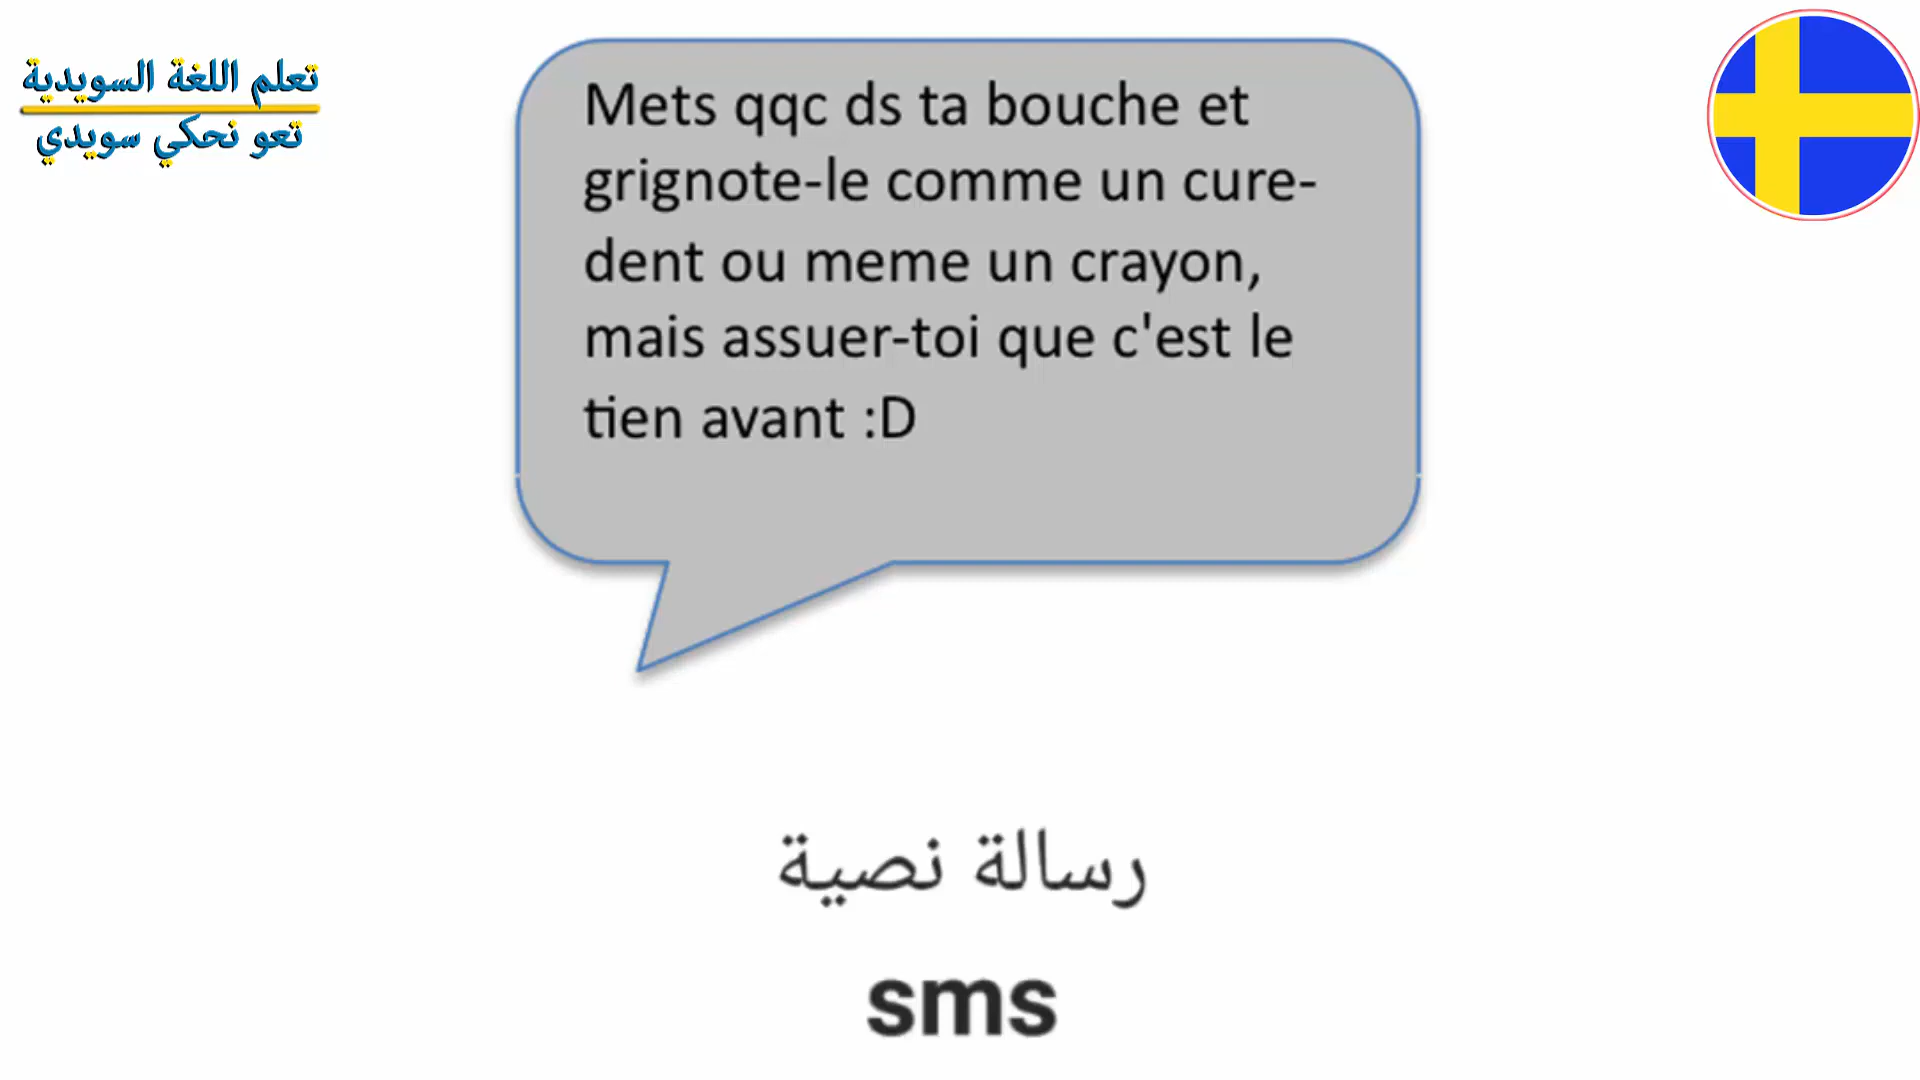 تعلم اللغة السويدية
تعو نحكي سويدي
Mets qqc ds ta bouche et
grignote-le comme un cure-
dent ou meme un crayon,
mais assuer-toi que c'est le
tien avant :D
رسالة نصية
sms